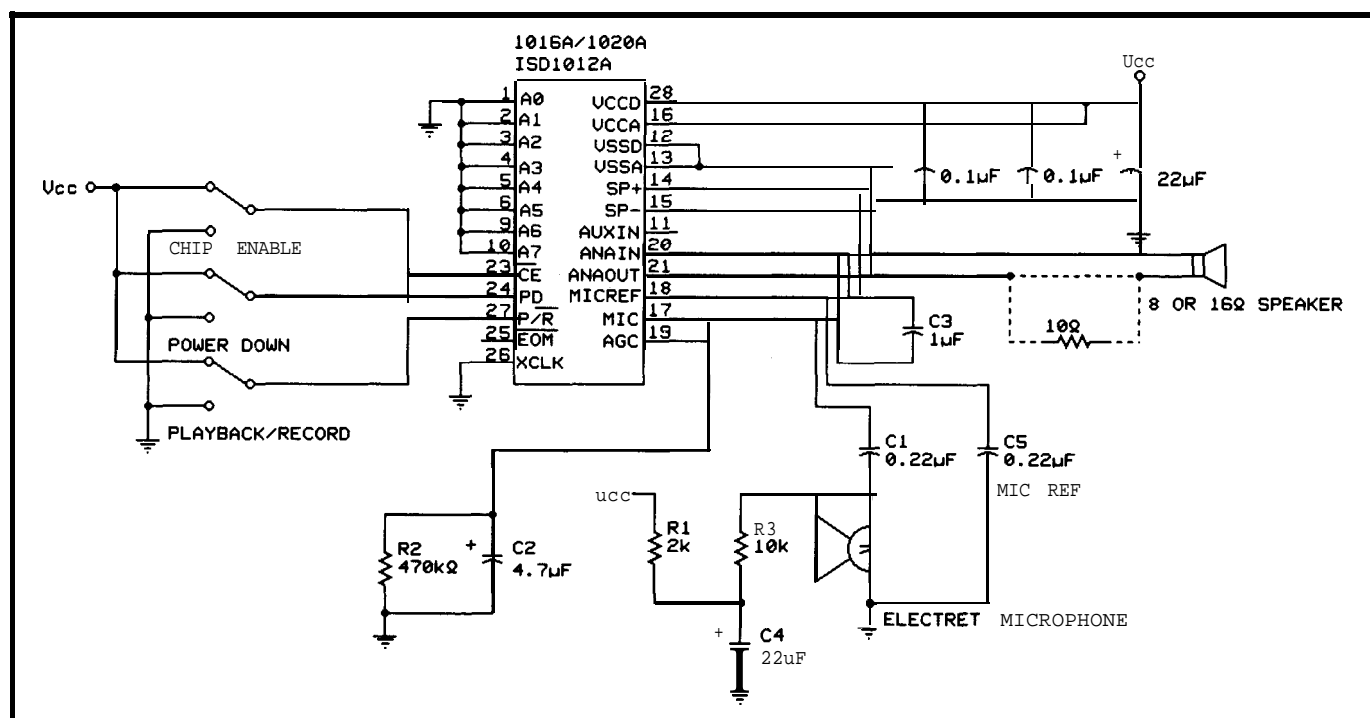 1016A/1020A
ISD1012A
Ucc
1 A0
2 A1
3 A2
4 A3
5 A4
6 A5
9 A6
10 A7
23 CE
24 PD
27 P/R
25 EOM
26 XCLK
VCCD 28
VCCA 16
VSSD 12
VSSA 13
SP+ 14
SP- 15
AUXIN 11
ANAIN 20
ANAOUT 21
MICREF 18
MIC 17
AGC 19
Vcc
CHIP ENABLE
POWER DOWN
PLAYBACK/RECORD
0.1µF
0.1µF
+
22µF
8 OR 16Ω SPEAKER
10Ω
C3
1µF
C1
0.22µF
C5
0.22µF
MIC REF
ucc
R1
2k
R3
10k
R2
470kΩ
+
C2
4.7µF
ELECTRET MICROPHONE
+
C4
22uF